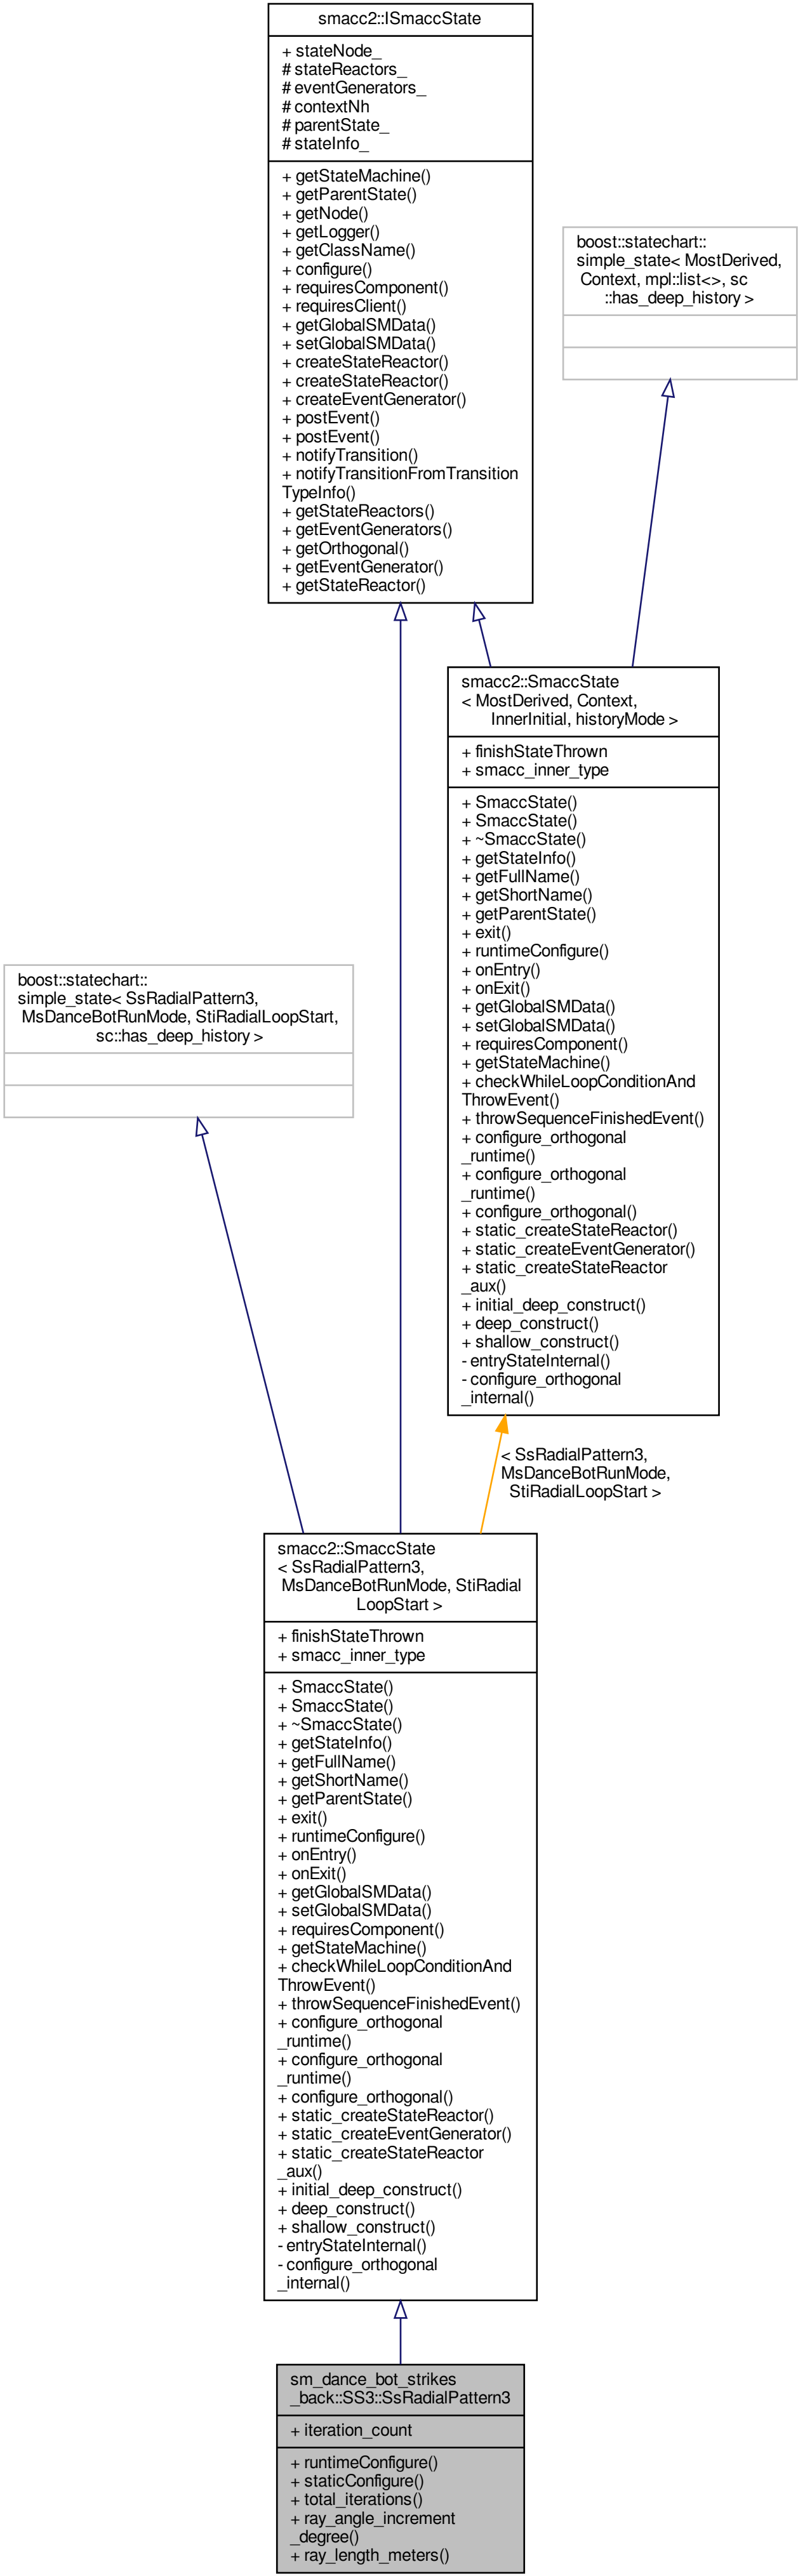 smacc2::ISmaccState
+ stateNode_
# stateReactors_
# eventGenerators_
# contextNh
# parentState_
# stateInfo_
+ getStateMachine()
+ getParentState()
+ getNode()
+ getLogger()
+ getClassName()
+ configure()
+ requiresComponent()
+ requiresClient()
+ getGlobalSMData()
+ setGlobalSMData()
+ createStateReactor()
+ createStateReactor()
+ createEventGenerator()
+ postEvent()
+ postEvent()
+ notifyTransition()
+ notifyTransitionFromTransition
TypeInfo()
+ getStateReactors()
+ getEventGenerators()
+ getOrthogonal()
+ getEventGenerator()
+ getStateReactor()
boost::statechart::
simple_state< MostDerived,
Context, mpl::list<>, sc
::has_deep_history >
smacc2::SmaccState
< MostDerived, Context,
InnerInitial, historyMode >
+ finishStateThrown
+ smacc_inner_type
+ SmaccState()
+ SmaccState()
+ ~SmaccState()
+ getStateInfo()
+ getFullName()
+ getShortName()
+ getParentState()
+ exit()
+ runtimeConfigure()
+ onEntry()
+ onExit()
+ getGlobalSMData()
+ setGlobalSMData()
+ requiresComponent()
+ getStateMachine()
+ checkWhileLoopConditionAnd
ThrowEvent()
+ throwSequenceFinishedEvent()
+ configure_orthogonal
_runtime()
+ configure_orthogonal
_runtime()
+ configure_orthogonal()
+ static_createStateReactor()
+ static_createEventGenerator()
+ static_createStateReactor
_aux()
+ initial_deep_construct()
+ deep_construct()
+ shallow_construct()
- entryStateInternal()
- configure_orthogonal
_internal()
boost::statechart::
simple_state< SsRadialPattern3,
MsDanceBotRunMode, StiRadialLoopStart,
sc::has_deep_history >
< SsRadialPattern3,
MsDanceBotRunMode,
StiRadialLoopStart >
smacc2::SmaccState
< SsRadialPattern3,
MsDanceBotRunMode, StiRadial
LoopStart >
+ finishStateThrown
+ smacc_inner_type
+ SmaccState()
+ SmaccState()
+ ~SmaccState()
+ getStateInfo()
+ getFullName()
+ getShortName()
+ getParentState()
+ exit()
+ runtimeConfigure()
+ onEntry()
+ onExit()
+ getGlobalSMData()
+ setGlobalSMData()
+ requiresComponent()
+ getStateMachine()
+ checkWhileLoopConditionAnd
ThrowEvent()
+ throwSequenceFinishedEvent()
+ configure_orthogonal
_runtime()
+ configure_orthogonal
_runtime()
+ configure_orthogonal()
+ static_createStateReactor()
+ static_createEventGenerator()
+ static_createStateReactor
_aux()
+ initial_deep_construct()
+ deep_construct()
+ shallow_construct()
- entryStateInternal()
- configure_orthogonal
_internal()
sm_dance_bot_strikes
_back::SS3::SsRadialPattern3
+ iteration_count
+ runtimeConfigure()
+ staticConfigure()
+ total_iterations()
+ ray_angle_increment
_degree()
+ ray_length_meters()